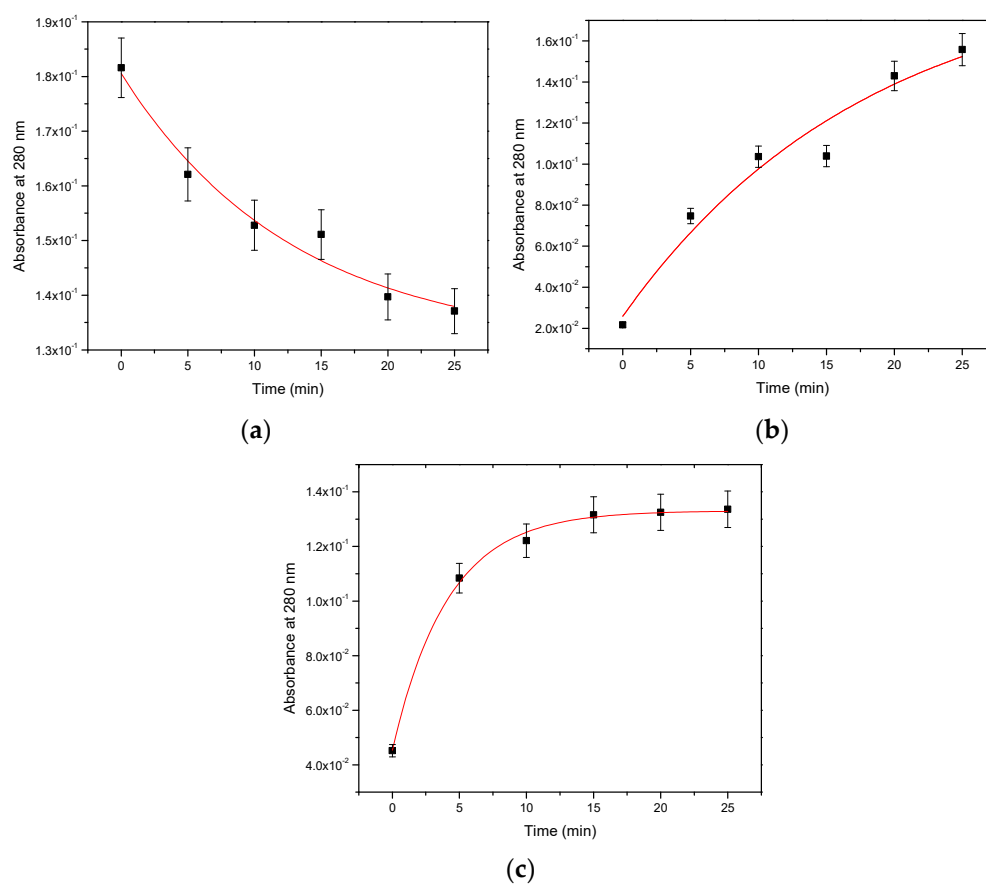 1.9x10⁻¹
1.8x10⁻¹
1.7x10⁻¹
1.6x10⁻¹
1.5x10⁻¹
1.4x10⁻¹
1.3x10⁻¹
Absorbance at 280 nm
0 5 10 15 20 25
Time (min)
(a)
1.6x10⁻¹
1.4x10⁻¹
1.2x10⁻¹
1.0x10⁻¹
8.0x10⁻²
6.0x10⁻²
4.0x10⁻²
2.0x10⁻²
Absorbance at 280 nm
0 5 10 15 20 25
Time (min)
(b)
1.4x10⁻¹
1.2x10⁻¹
1.0x10⁻¹
8.0x10⁻²
6.0x10⁻²
4.0x10⁻²
Absorbance at 280 nm
0 5 10 15 20 25
Time (min)
(c)